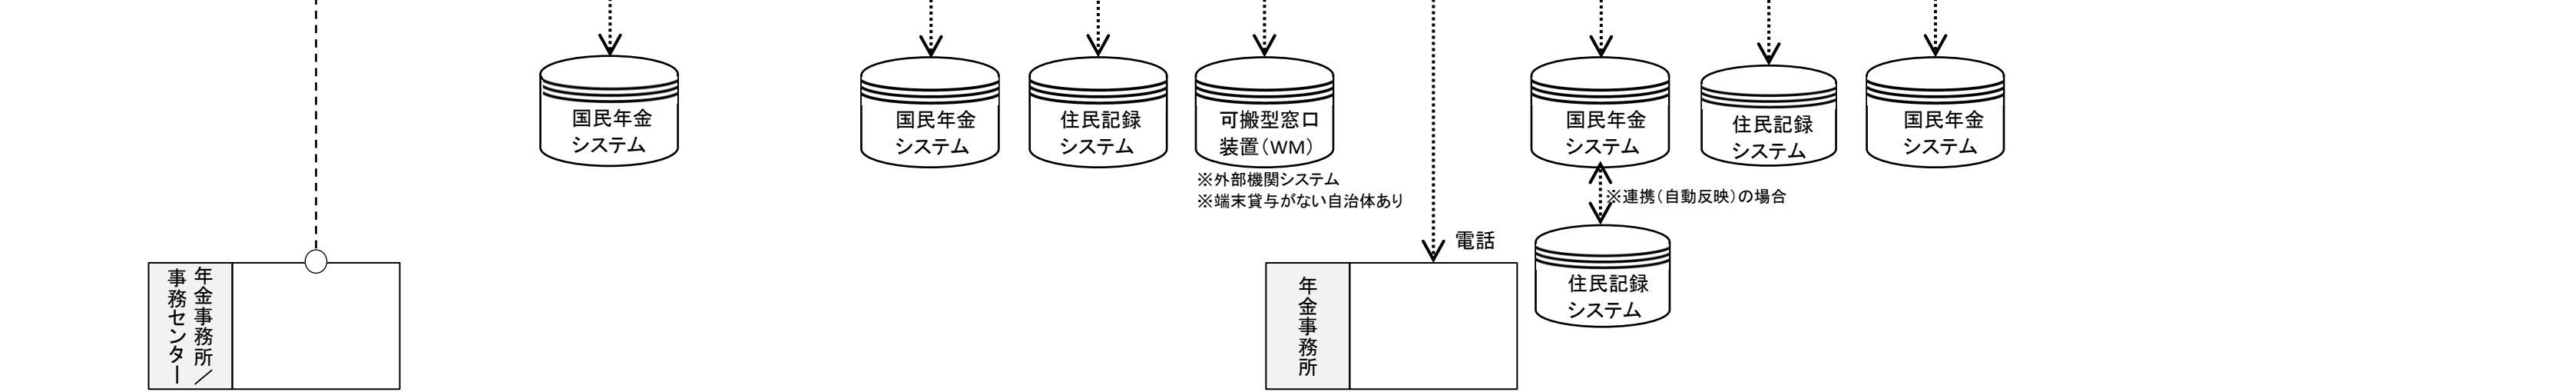 国民年金
システム
国民年金
システム
住民記録
システム
可搬型窓口
装置（WM）
※外部機関システム
※端末貸与がない自治体あり
国民年金
システム
住民記録
システム
国民年金
システム
※連携（自動反映）の場合
電話
住民記録
システム
年金事務所／
事務センター
年金事務所